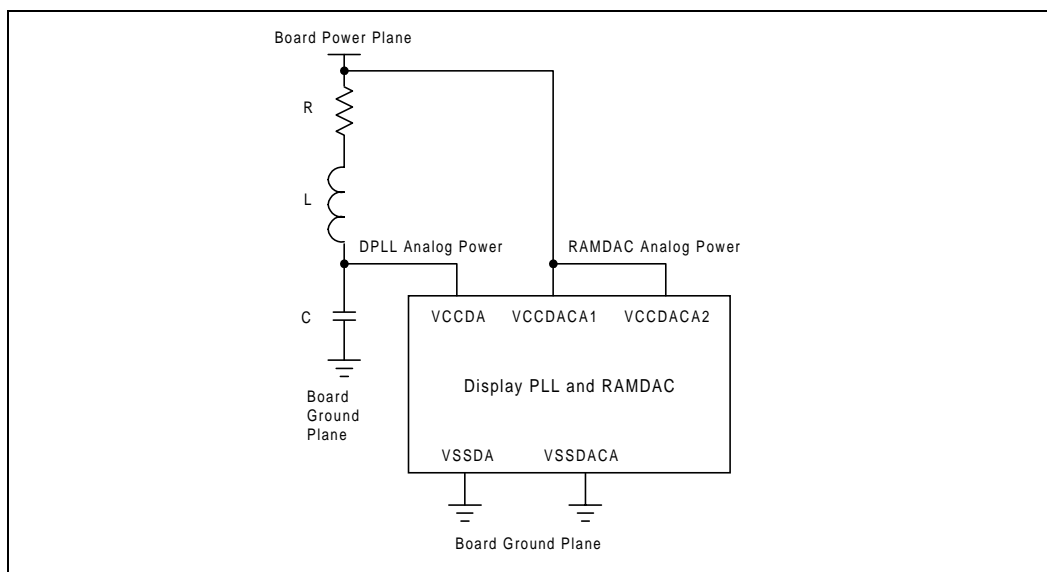 Board Power Plane
R
L
DPLL Analog Power
RAMDAC Analog Power
C
VCCDA
VCCDACA1
VCCDACA2
Display PLL and RAMDAC
Board
Ground
Plane
VSSDA
VSSDACA
Board Ground Plane